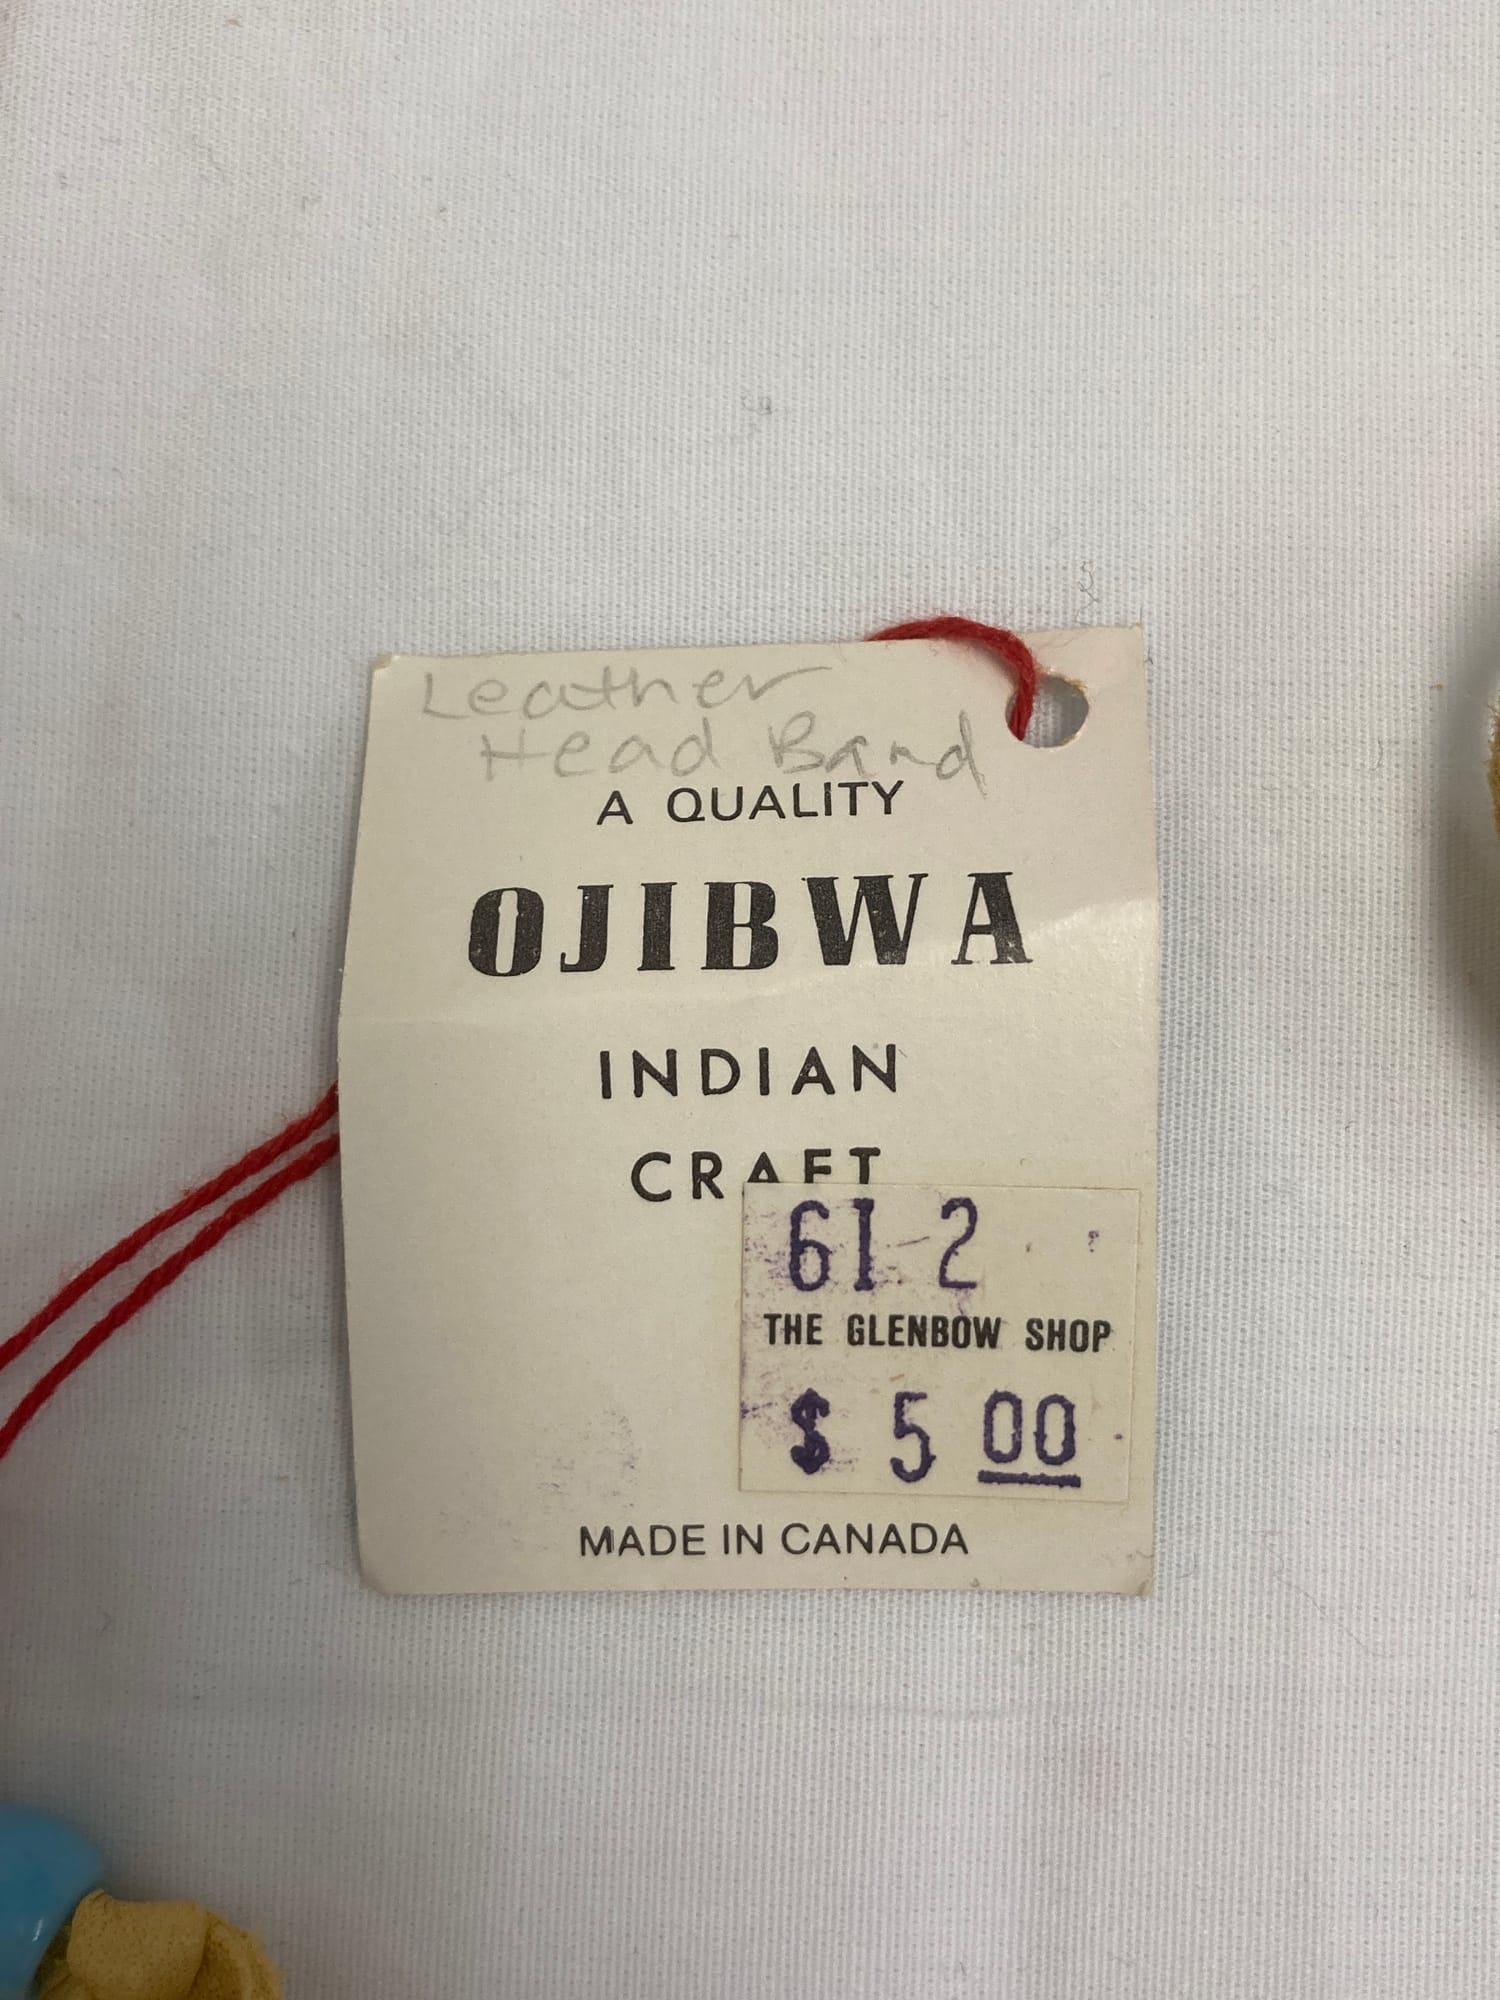 Leather
Head Band
A QUALITY
OJIBWA
INDIAN
CRAFT
61 2
THE GLENBOW SHOP
$ 5 00
MADE IN CANADA